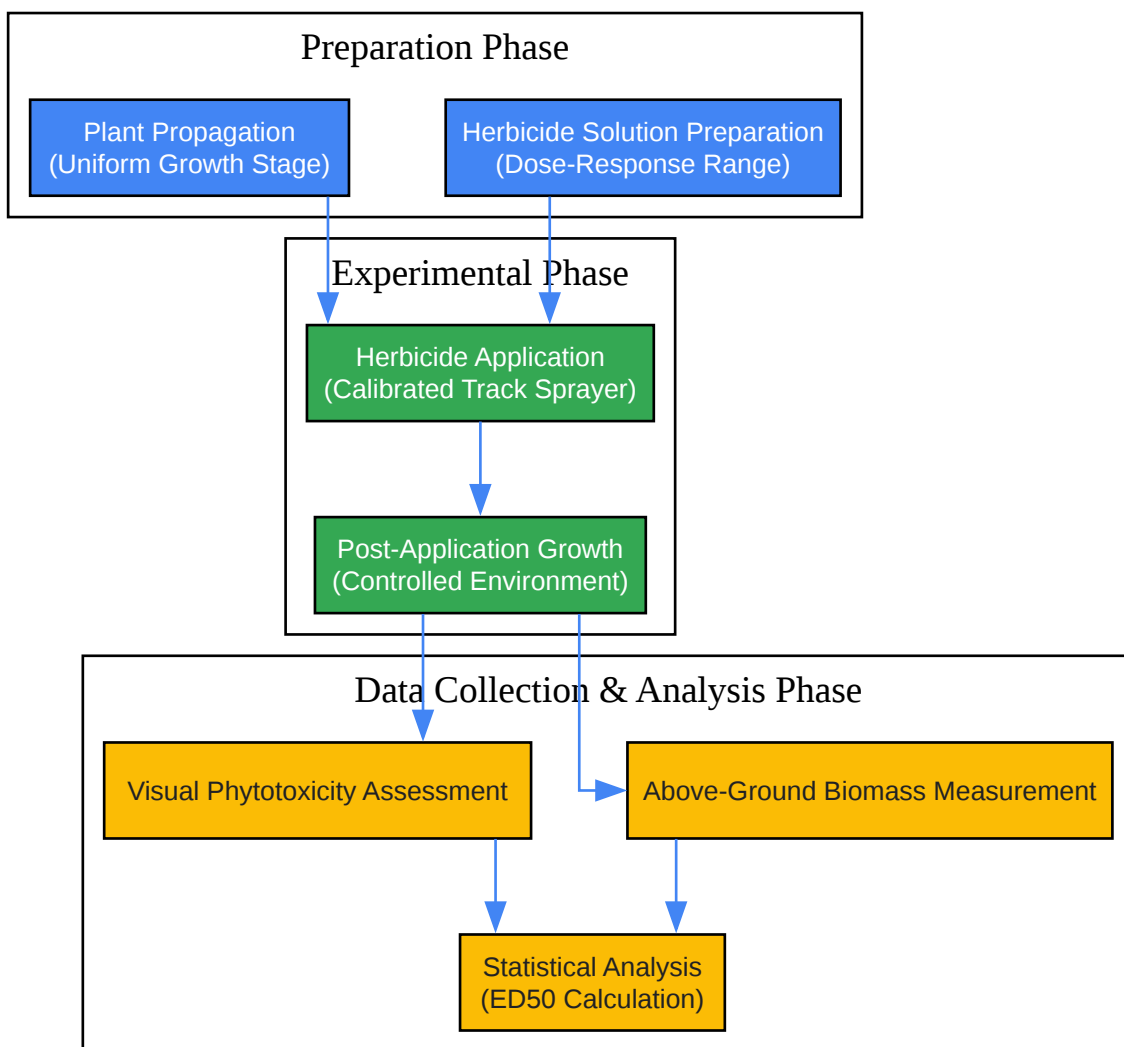 Preparation Phase
Plant Propagation
(Uniform Growth Stage)
Herbicide Solution Preparation
(Dose-Response Range)
Experimental Phase
Herbicide Application
(Calibrated Track Sprayer)
Post-Application Growth
(Controlled Environment)
Data Collection & Analysis Phase
Visual Phytotoxicity Assessment
Above-Ground Biomass Measurement
Statistical Analysis
(ED50 Calculation)